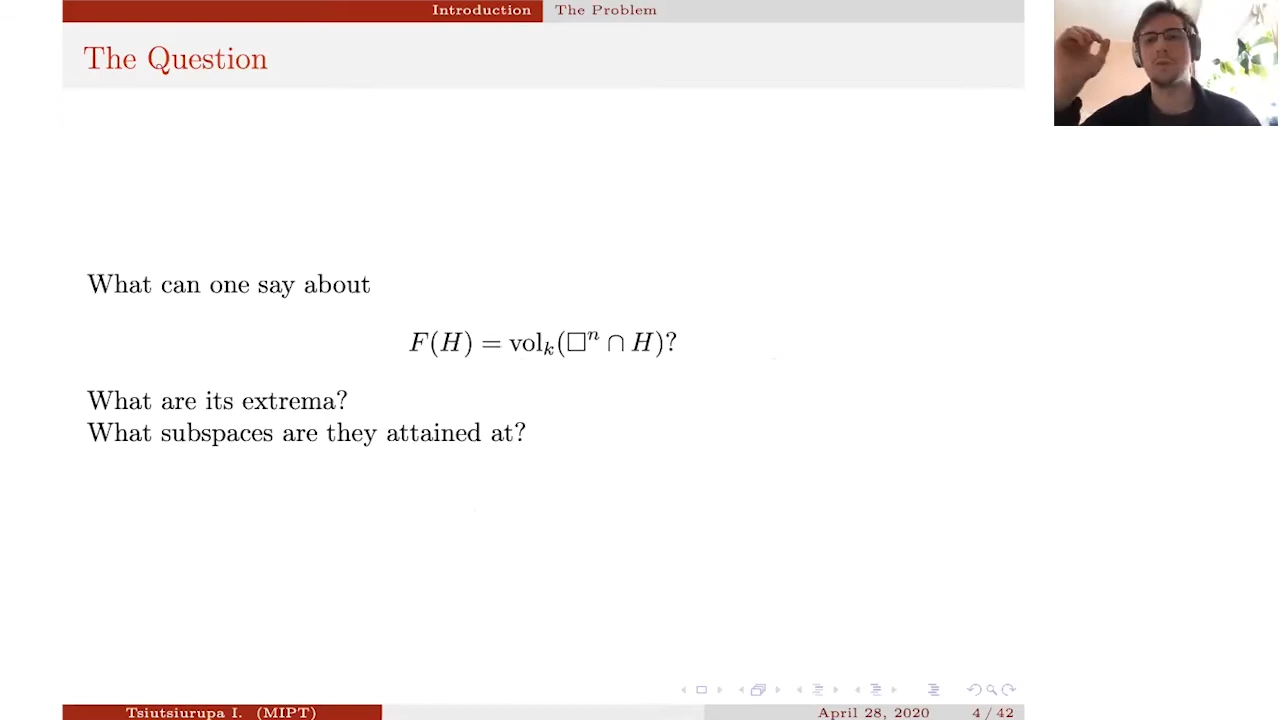 Introduction The Problem
The Question
What can one say about
F(H) = volₖ(□ⁿ ∩ H)?
What are its extrema?
What subspaces are they attained at?
Tsiutsiurupa I. (MIPT) April 28, 2020 4 / 42